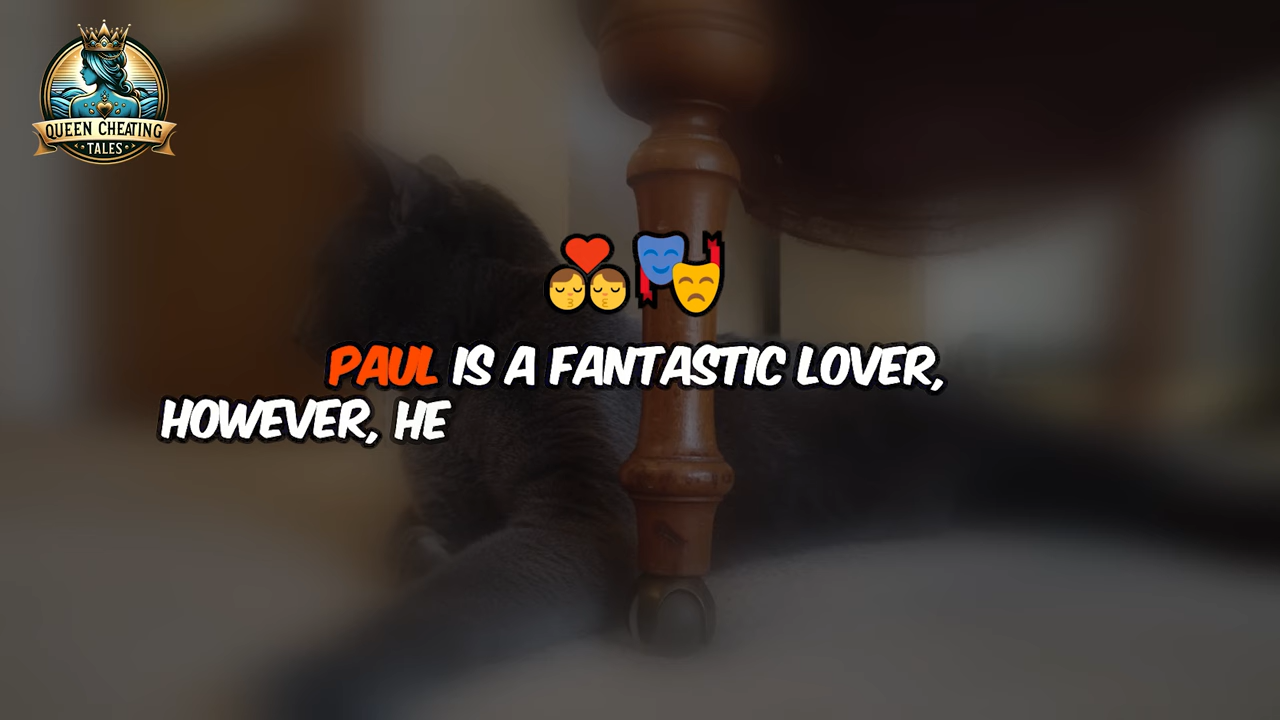 QUEEN CHEATING
TALES
PAUL IS A FANTASTIC LOVER,
HOWEVER, HE